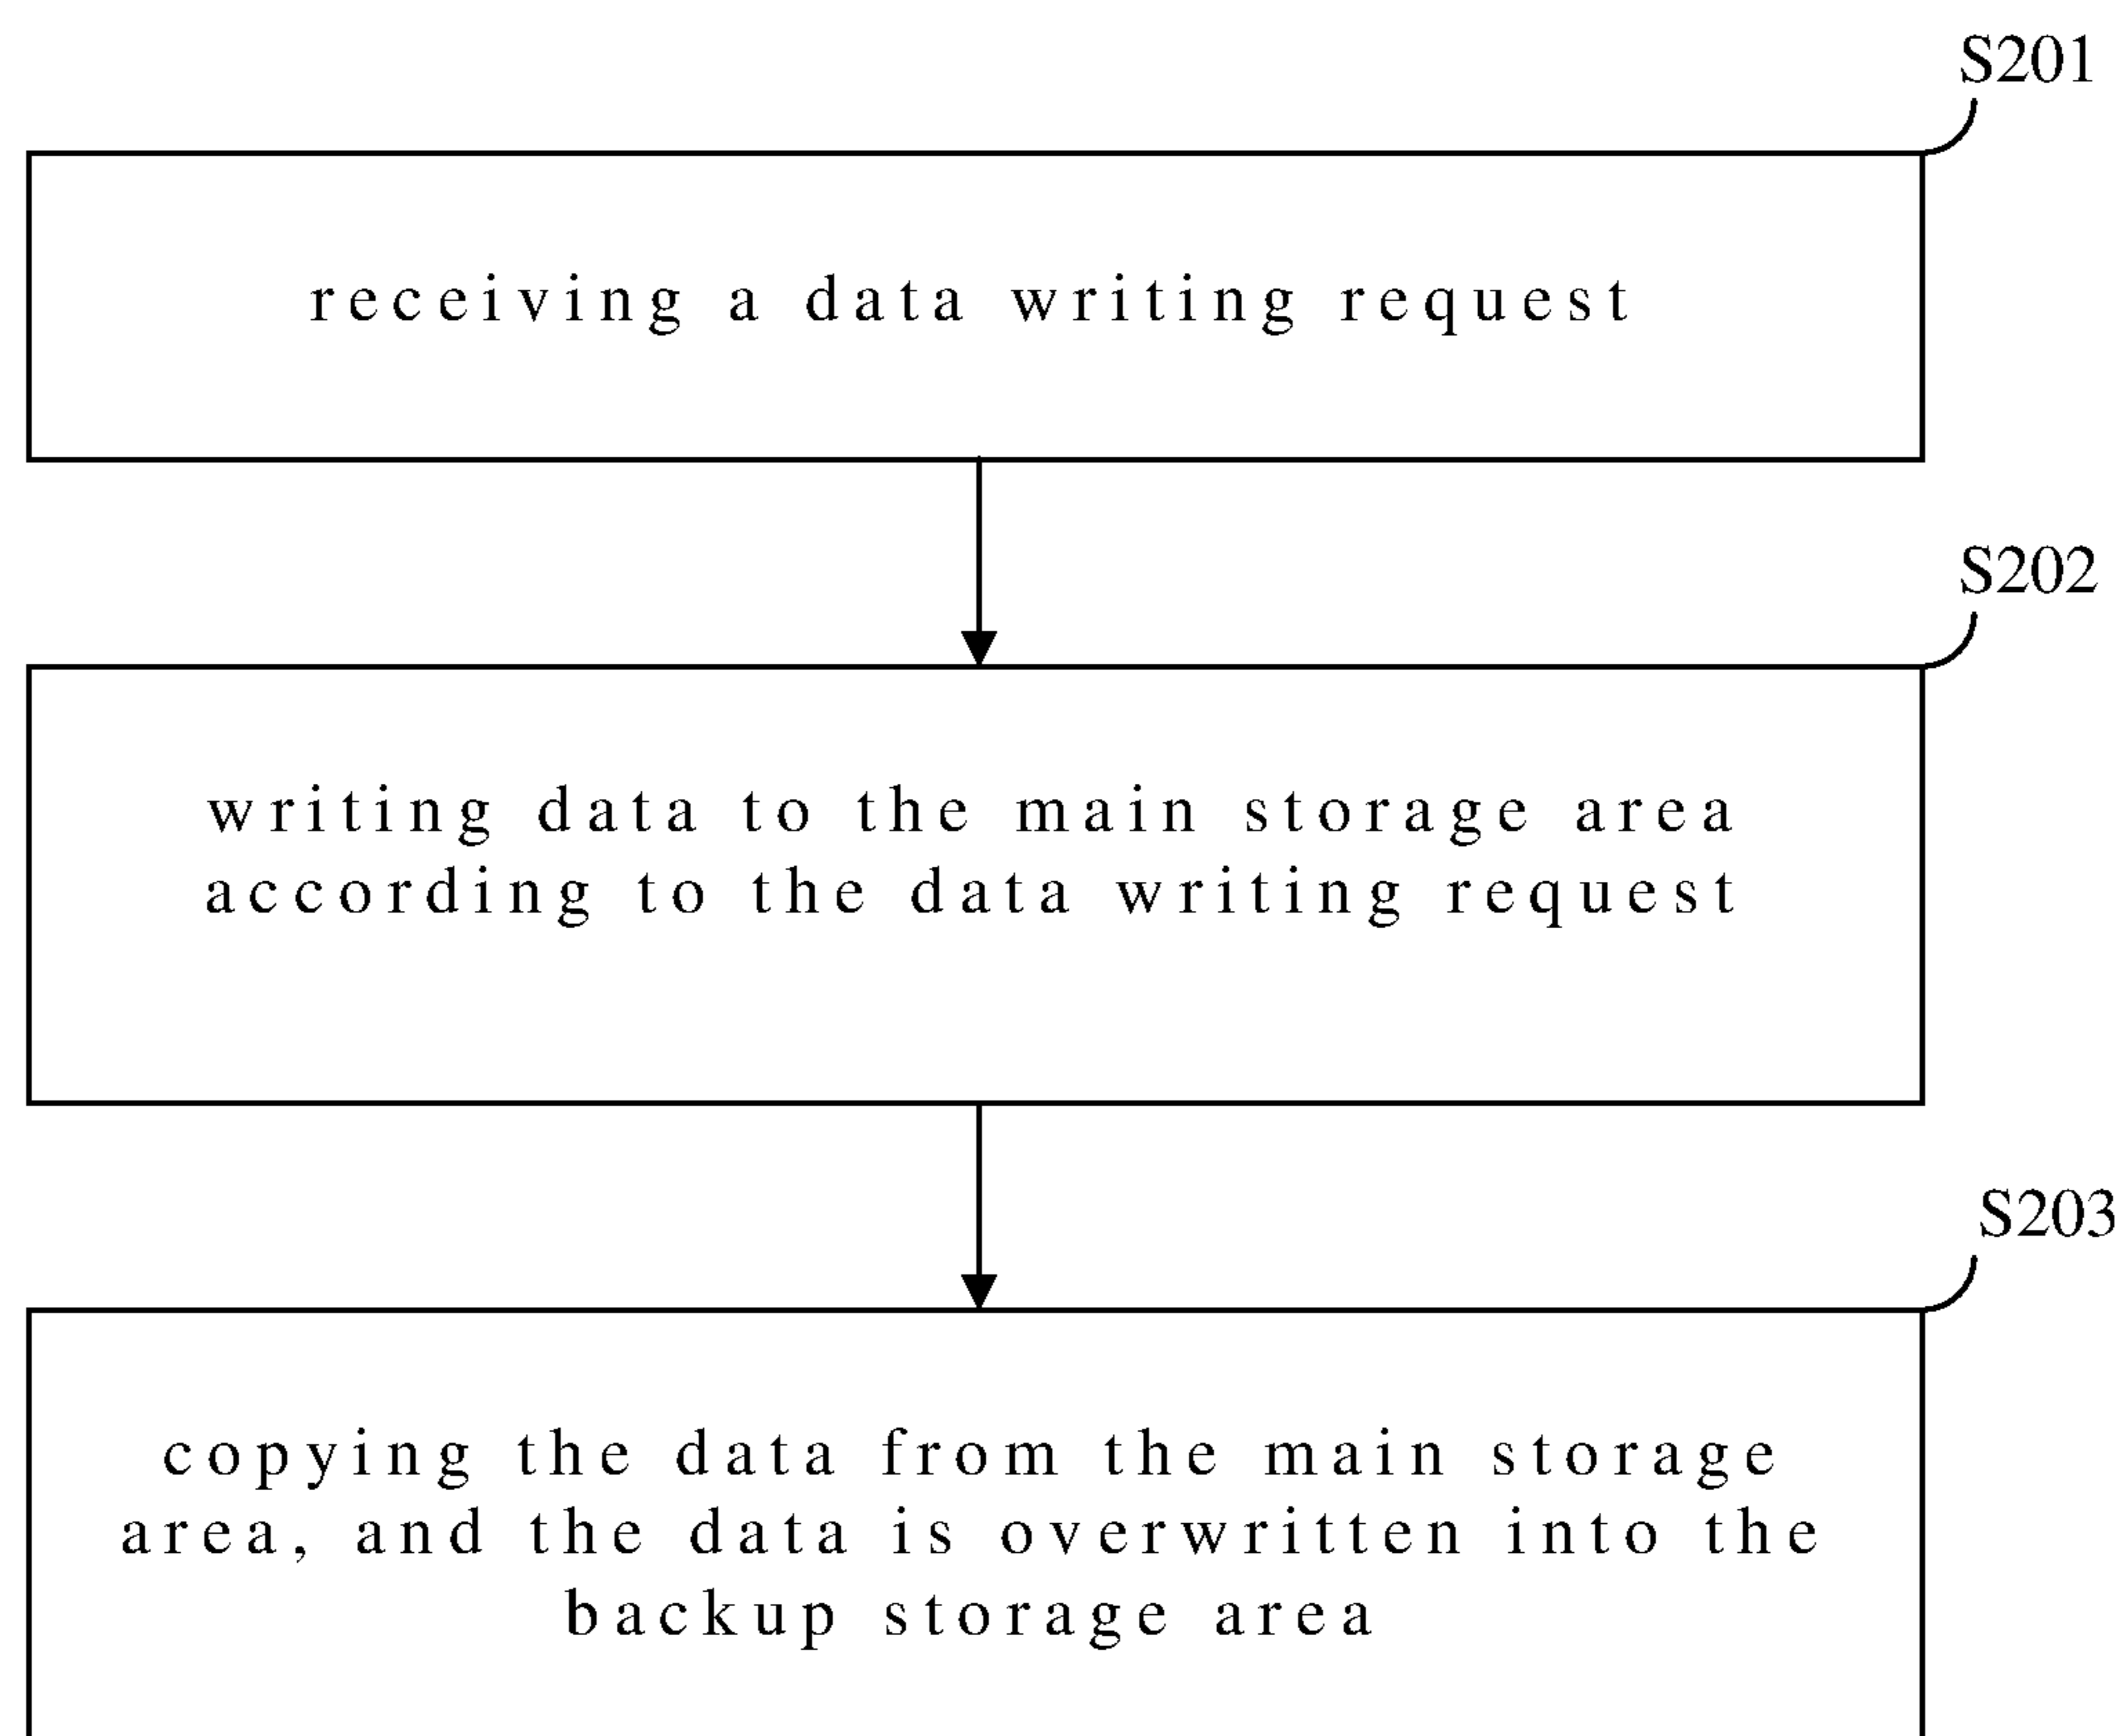 S201
receiving a data writing request
S202
writing data to the main storage area
according to the data writing request
S203
copying the data from the main storage
area, and the data is overwritten into the
backup storage area